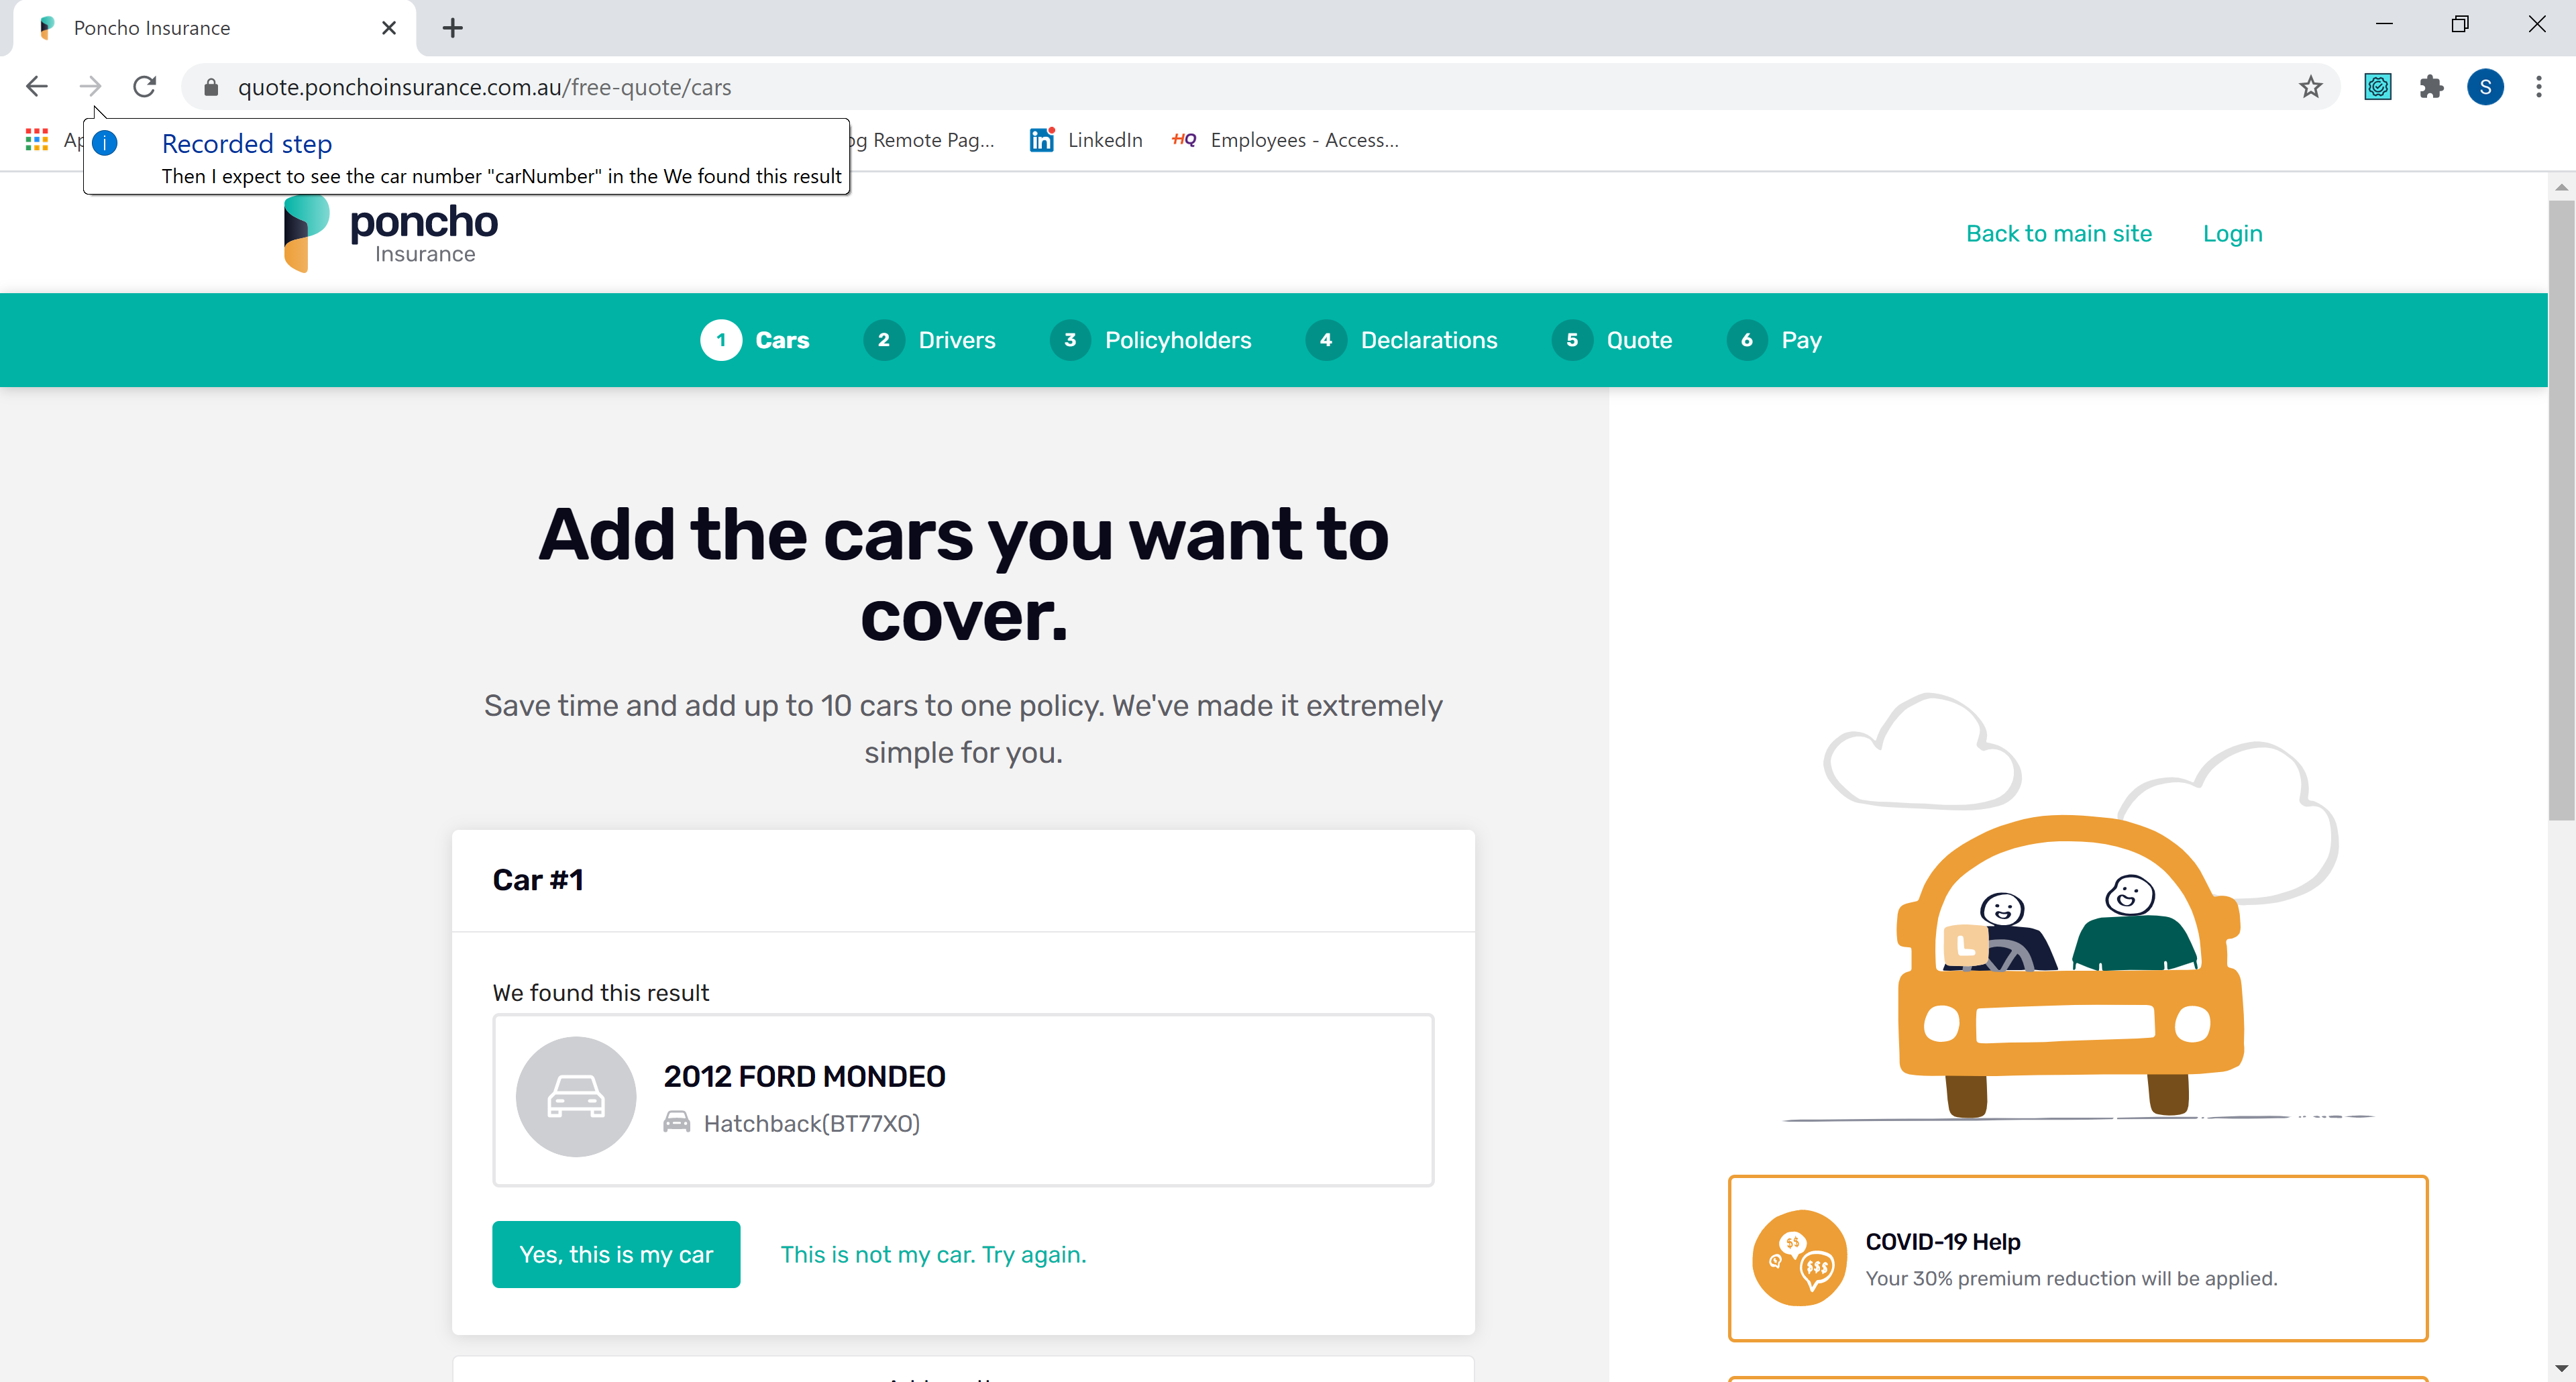 Poncho Insurance
quote.ponchoinsurance.com.au/free-quote/cars
S
Recorded step
Then I expect to see the car number "carNumber" in the We found this result
og Remote Pag...
LinkedIn
HQ Employees - Access...
poncho
Insurance
Back to main site Login
1 Cars 2 Drivers 3 Policyholders 4 Declarations 5 Quote 6 Pay
Add the cars you want to
cover.
Save time and add up to 10 cars to one policy. We've made it extremely
simple for you.
Car #1
We found this result
2012 FORD MONDEO
Hatchback(BT77XO)
Yes, this is my car This is not my car. Try again.
L
$$
$$$
COVID-19 Help
Your 30% premium reduction will be applied.